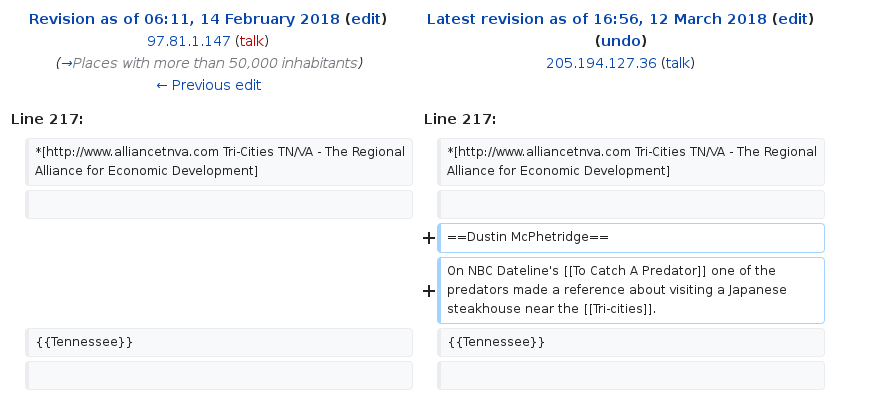 Revision as of 06:11, 14 February 2018 (edit)
97.81.1.147 (talk)
(→Places with more than 50,000 inhabitants)
← Previous edit
Latest revision as of 16:56, 12 March 2018 (edit)
(undo)
205.194.127.36 (talk)
Line 217:
Line 217:
*[http://www.alliancetnva.com Tri-Cities TN/VA - The Regional
Alliance for Economic Development]
*[http://www.alliancetnva.com Tri-Cities TN/VA - The Regional
Alliance for Economic Development]
+ ==Dustin McPhetridge==
+ On NBC Dateline's [[To Catch A Predator]] one of the
predators made a reference about visiting a Japanese
steakhouse near the [[Tri-cities]].
{{Tennessee}}
{{Tennessee}}